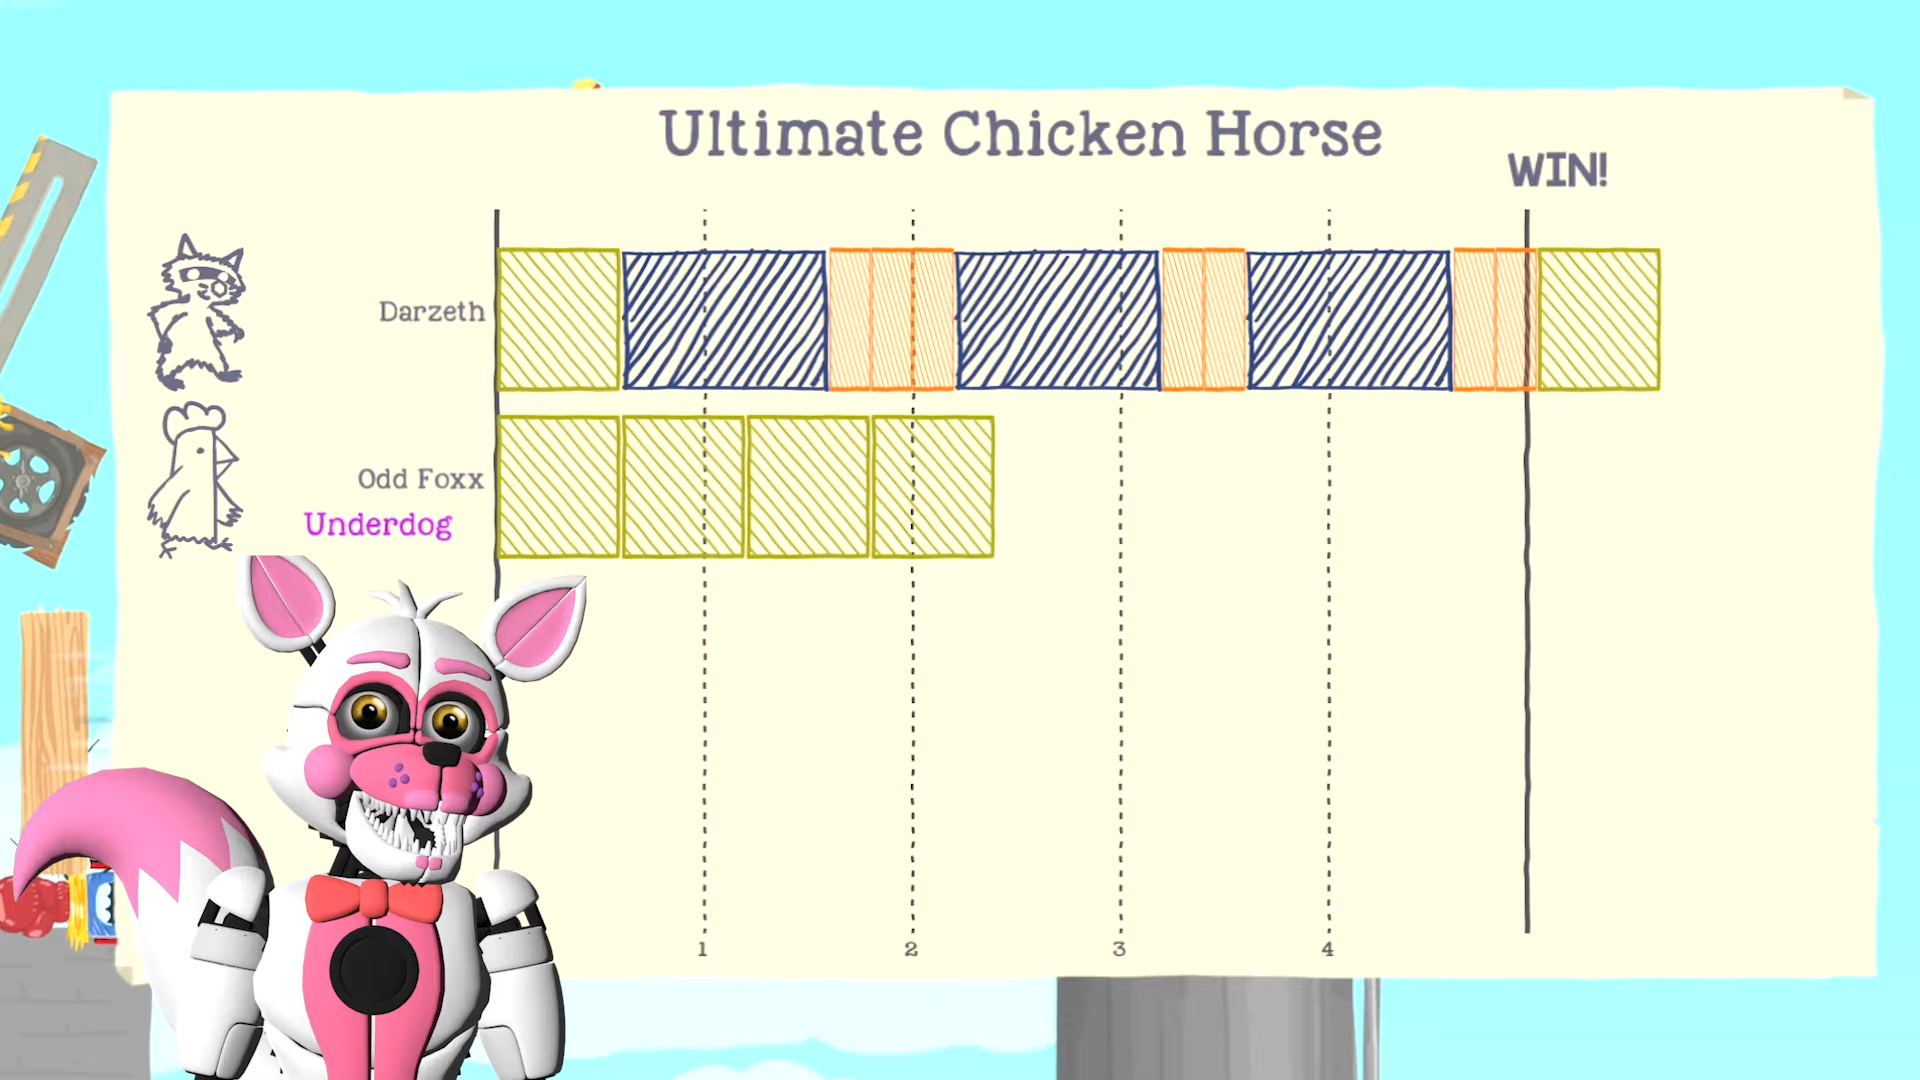 Ultimate Chicken Horse
WIN!
Darzeth
Odd Foxx
Underdog
1 2 3 4